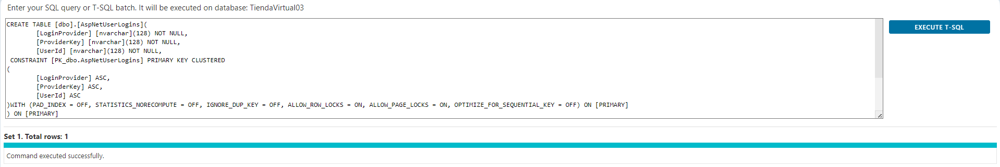 Enter your SQL query or T-SQL batch. It will be executed on database: TiendaVirtual03
CREATE TABLE [dbo].[AspNetUserLogins](
[LoginProvider] [nvarchar](128) NOT NULL,
[ProviderKey] [nvarchar](128) NOT NULL,
[UserId] [nvarchar](128) NOT NULL,
CONSTRAINT [PK_dbo.AspNetUserLogins] PRIMARY KEY CLUSTERED
(
[LoginProvider] ASC,
[ProviderKey] ASC,
[UserId] ASC
)WITH (PAD_INDEX = OFF, STATISTICS_NORECOMPUTE = OFF, IGNORE_DUP_KEY = OFF, ALLOW_ROW_LOCKS = ON, ALLOW_PAGE_LOCKS = ON, OPTIMIZE_FOR_SEQUENTIAL_KEY = OFF) ON [PRIMARY]
) ON [PRIMARY]
EXECUTE T-SQL
Set 1. Total rows: 1
Command executed successfully.